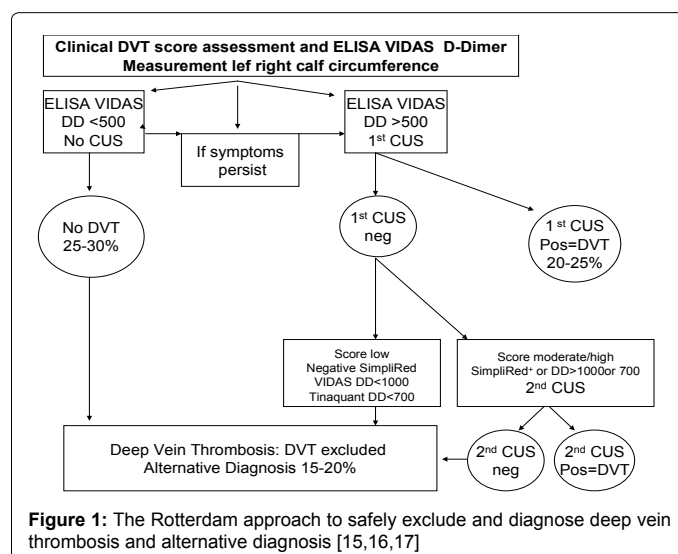 Clinical DVT score assessment and ELISA VIDAS D-Dimer
Measurement lef right calf circumference
ELISA VIDAS
DD <500
No CUS
If symptoms
persist
ELISA VIDAS
DD >500
1st CUS
No DVT
25-30%
1st CUS
neg
1st CUS
Pos=DVT
20-25%
Score low
Negative SimpliRed
VIDAS DD<1000
Tinaquant DD<700
Score moderate/high
SimpliRed+ or DD>1000or 700
2nd CUS
Deep Vein Thrombosis: DVT excluded
Alternative Diagnosis 15-20%
2nd CUS
neg
2nd CUS
Pos=DVT
Figure 1: The Rotterdam approach to safely exclude and diagnose deep vein
thrombosis and alternative diagnosis [15,16,17]